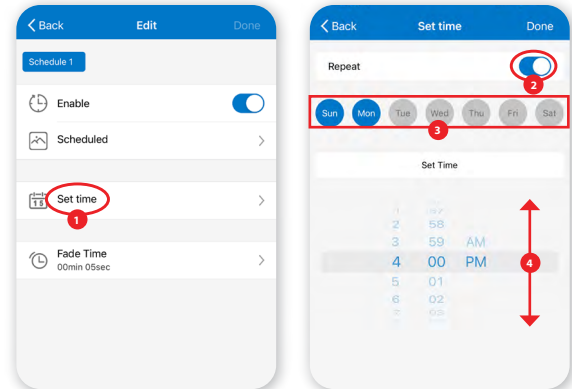 Back Edit Done
Schedule 1
Enable
Scheduled
15
Set time
1
Fade Time
00min 05sec
Back Set time Done
Repeat
2
Sun Mon Tue Wed Thu Fri Sat
3
Set Time
2 58
3 59 AM
4 00 PM
4
5 01
6 02